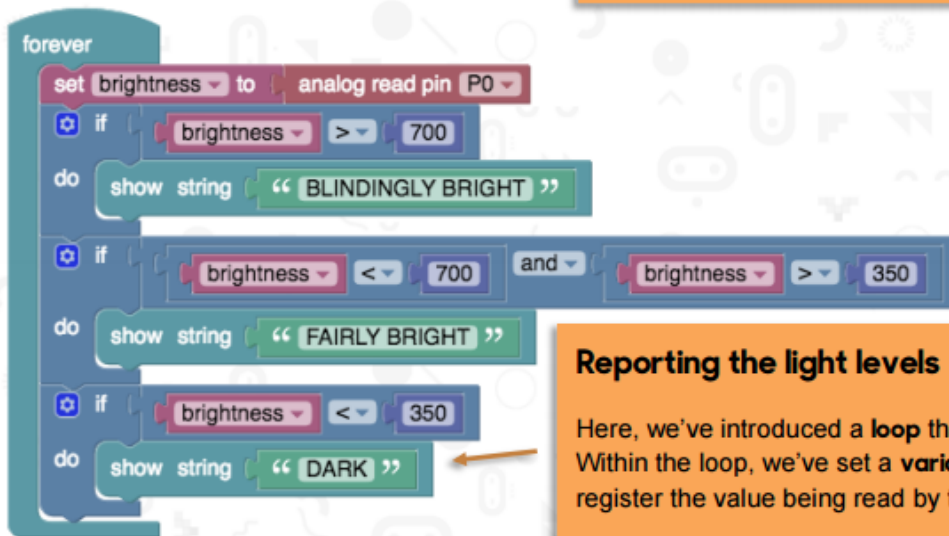 forever
set brightness to analog read pin P0
if brightness > 700
do show string “ BLINDINGLY BRIGHT ”
if brightness < 700 and brightness > 350
do show string “ FAIRLY BRIGHT ”
if brightness < 350
do show string “ DARK ”
Reporting the light levels
Here, we’ve introduced a loop
Within the loop, we’ve set a
register the value being read by